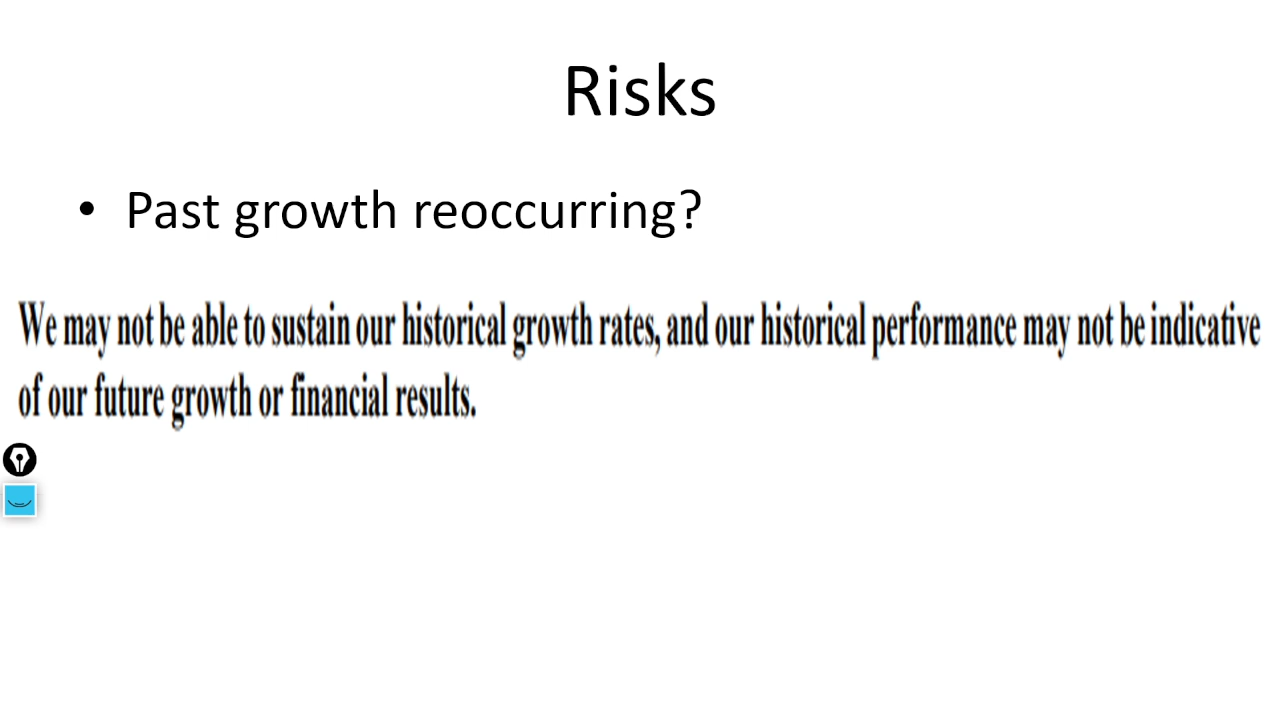 Risks
• Past growth reoccurring?
We may not be able to sustain our historical growth rates, and our historical performance may not be indicative
of our future growth or financial results.